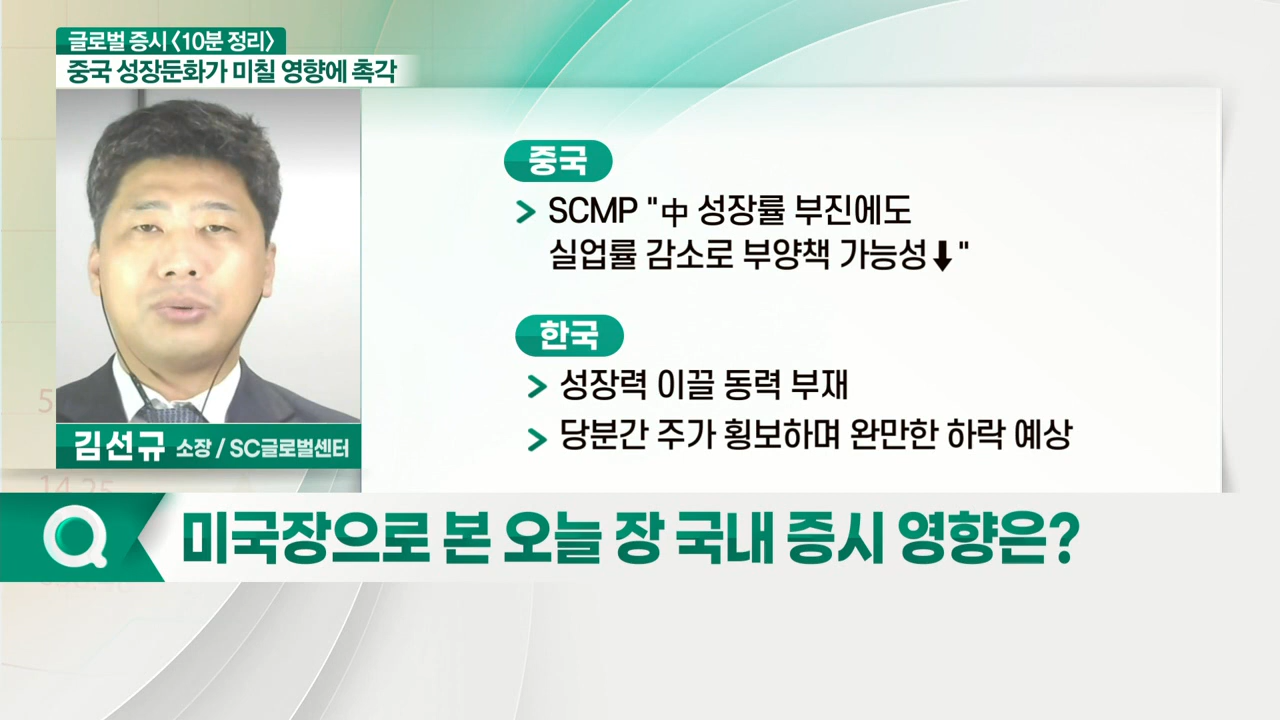 글로벌 증시 〈10분 정리〉
중국 성장둔화가 미칠 영향에 촉각
중국
> SCMP "中 성장률 부진에도
실업률 감소로 부양책 가능성⬇"
한국
> 성장력 이끌 동력 부재
> 당분간 주가 횡보하며 완만한 하락 예상
김선규 소장 / SC글로벌센터
Q 미국장으로 본 오늘 장 국내 증시 영향은?